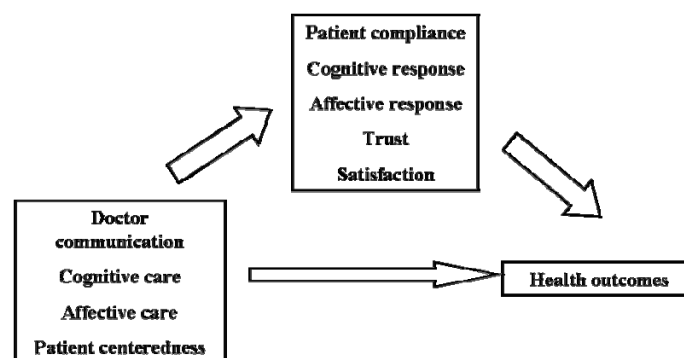 Patient compliance
Cognitive response
Affective response
Trust
Satisfaction
Doctor
communication
Cognitive care
Affective care
Patient centeredness
Health outcomes